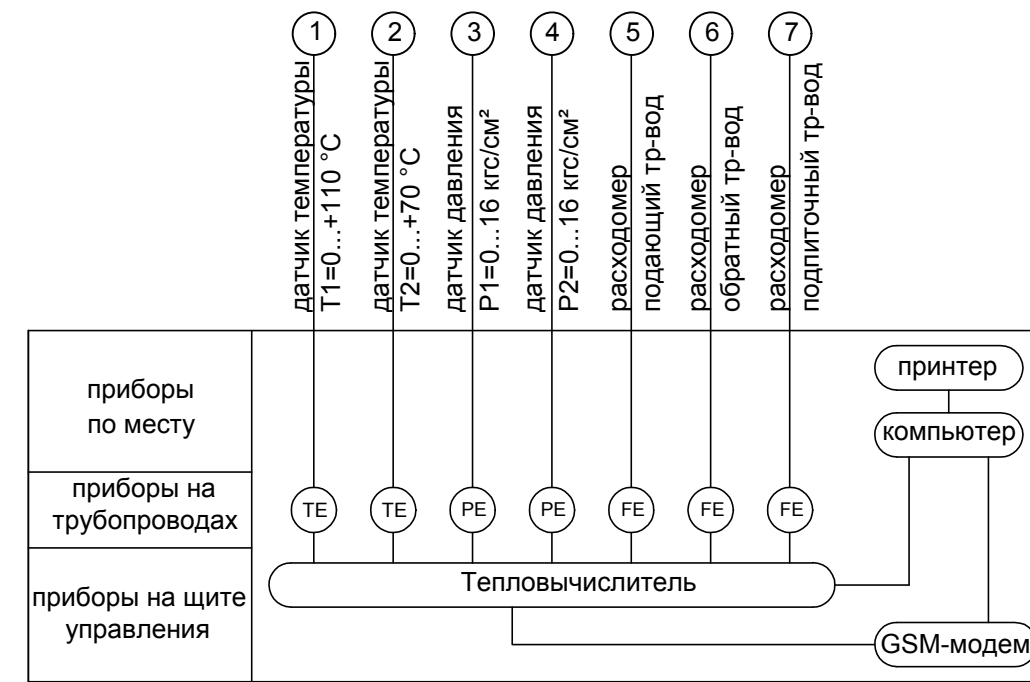 1
2
3
4
5
6
7
датчик температуры
T1=0...+110 °C
датчик температуры
T2=0...+70 °C
датчик давления
P1=0...16 кгс/см²
датчик давления
P2=0...16 кгс/см²
расходомер
подающий тр-вод
расходомер
обратный тр-вод
расходомер
подпиточный тр-вод
приборы
по месту
принтер
компьютер
приборы на
трубопроводах
TE
TE
PE
PE
FE
FE
FE
приборы на щите
управления
Тепловычислитель
GSM-модем